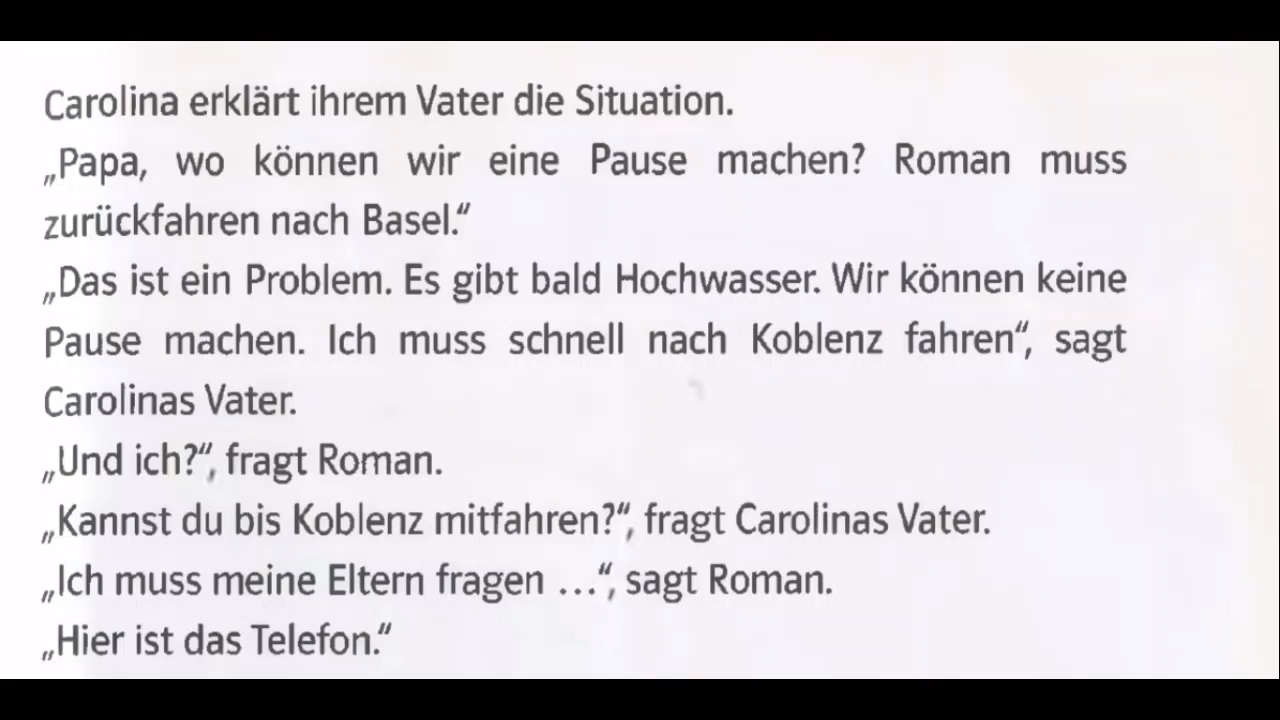 Carolina erklärt ihrem Vater die Situation.
„Papa, wo können wir eine Pause machen? Roman muss
zurückfahren nach Basel.“
„Das ist ein Problem. Es gibt bald Hochwasser. Wir können keine
Pause machen. Ich muss schnell nach Koblenz fahren“, sagt
Carolinas Vater.
„Und ich?“, fragt Roman.
„Kannst du bis Koblenz mitfahren?“, fragt Carolinas Vater.
„Ich muss meine Eltern fragen …“, sagt Roman.
„Hier ist das Telefon.“